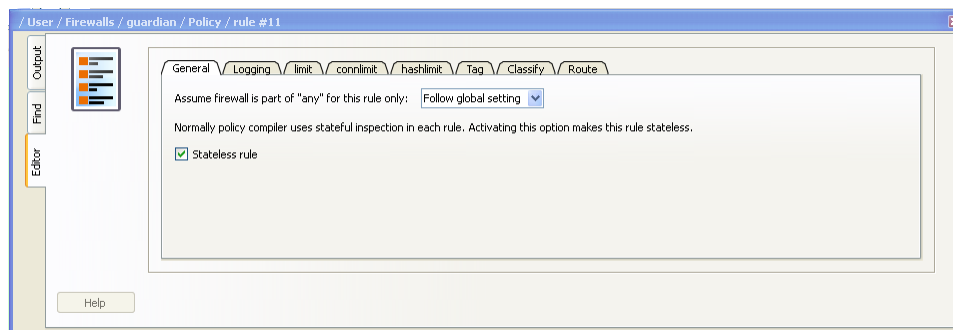 / User / Firewalls / guardian / Policy / rule #11
Output
Find
Editor
General Logging limit connlimit hashlimit Tag Classify Route
Assume firewall is part of "any" for this rule only: Follow global setting
Normally policy compiler uses stateful inspection in each rule. Activating this option makes this rule stateless.
Stateless rule
Help